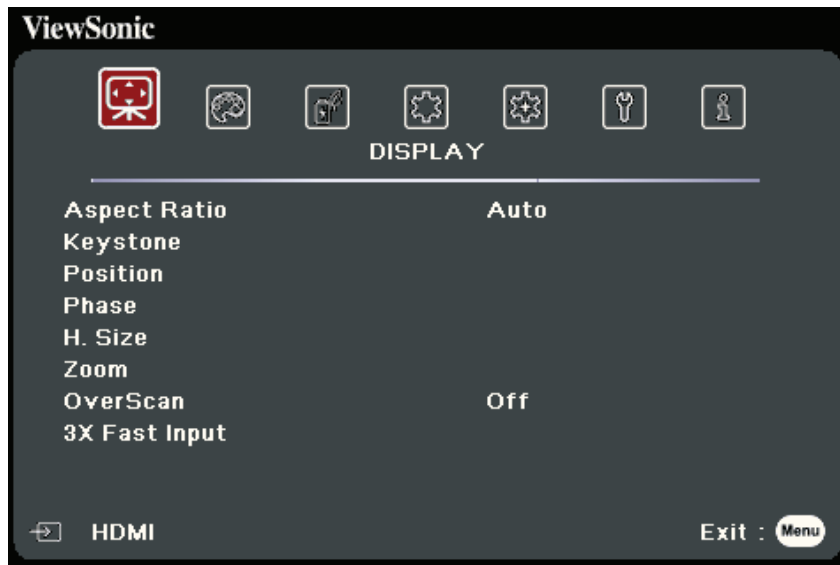 ViewSonic
DISPLAY
Aspect Ratio Auto
Keystone
Position
Phase
H. Size
Zoom
OverScan Off
3X Fast Input
HDMI Exit : Menu